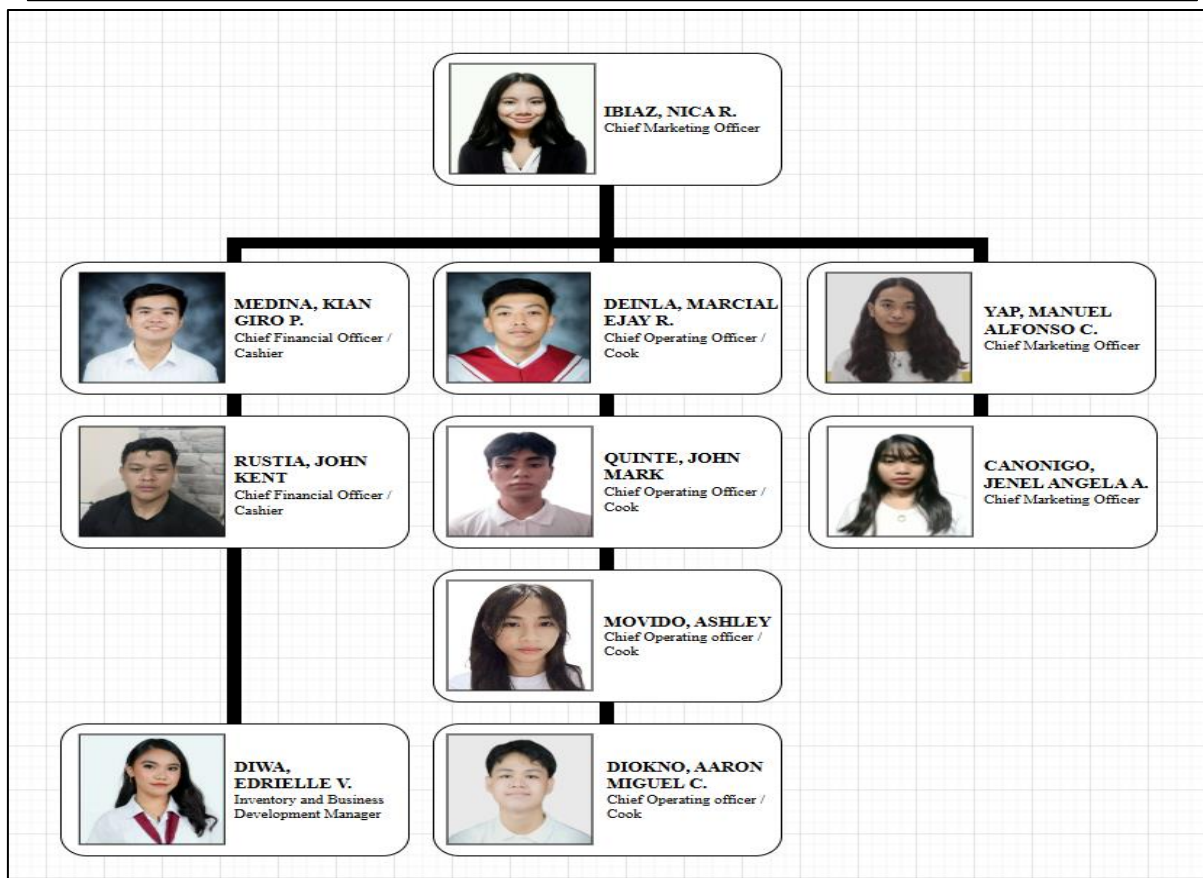 IBIAZ, NICA R.
Chief Marketing Officer
MEDINA, KIAN
GIRO P.
Chief Financial Officer /
Cashier
DEINLA, MARCIAL
EJAY R.
Chief Operating Officer /
Cook
YAP, MANUEL
ALFONSO C.
Chief Marketing Officer
RUSTIA, JOHN
KENT
Chief Financial Officer /
Cashier
QUINTE, JOHN
MARK
Chief Operating Officer /
Cook
CANONIGO,
JENEL ANGELA A.
Chief Marketing Officer
MOVIDO, ASHLEY
Chief Operating officer /
Cook
DIWA,
EDRIELLE V.
Inventory and Business
Development Manager
DIOKNO, AARON
MIGUEL C.
Chief Operating officer /
Cook